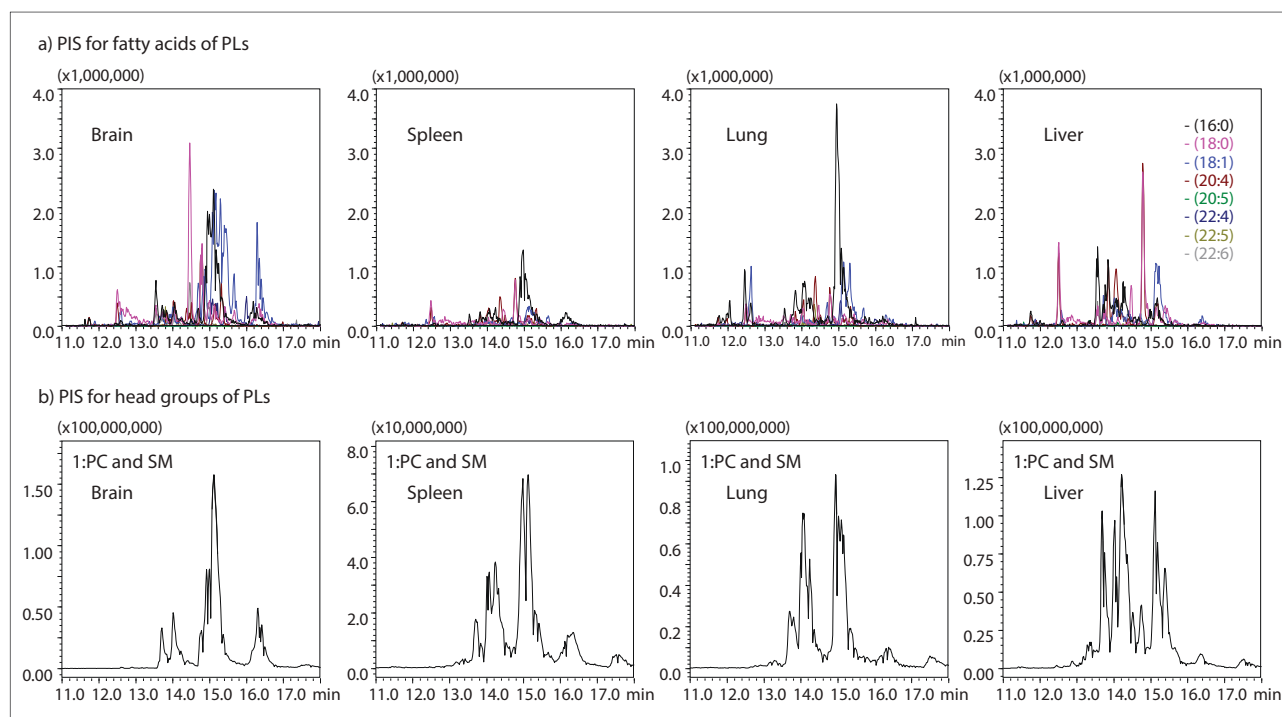 a) PIS for fatty acids of PLs
(x1,000,000) (x1,000,000) (x1,000,000) (x1,000,000)
4.0 4.0 4.0 4.0
Brain Spleen Lung Liver
- (16:0)
- (18:0)
- (18:1)
- (20:4)
- (20:5)
- (22:4)
- (22:5)
- (22:6)
3.0 3.0 3.0 3.0
2.0 2.0 2.0 2.0
1.0 1.0 1.0 1.0
0.0 0.0 0.0 0.0
11.0 12.0 13.0 14.0 15.0 16.0 17.0 min 11.0 12.0 13.0 14.0 15.0 16.0 17.0 min 11.0 12.0 13.0 14.0 15.0 16.0 17.0 min 11.0 12.0 13.0 14.0 15.0 16.0 17.0 min
b) PIS for head groups of PLs
(x100,000,000) (x10,000,000) (x100,000,000) (x100,000,000)
1:PC and SM 1:PC and SM 1:PC and SM 1:PC and SM
Brain Spleen Lung Liver
1.50 8.0 1.0 1.25
1.00 6.0 0.8 1.00
0.50 4.0 0.6 0.75
0.00 2.0 0.4 0.50
0.0 0.2 0.25
0.0 0.00
11.0 12.0 13.0 14.0 15.0 16.0 17.0 min 11.0 12.0 13.0 14.0 15.0 16.0 17.0 min 11.0 12.0 13.0 14.0 15.0 16.0 17.0 min 11.0 12.0 13.0 14.0 15.0 16.0 17.0 min